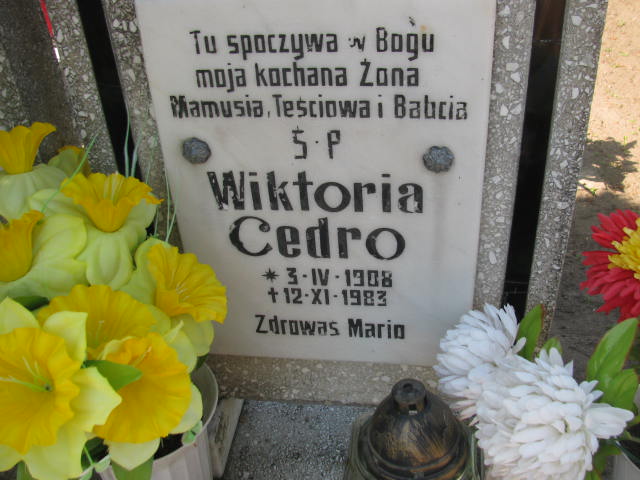 Tu spoczywa w Bogu
moja kochana Żona
Mamusia, Teściowa i Babcia
Ś.P
Wiktoria
Cedro
* 3-IV-1908
† 12-XI-1983
Zdrowaś Mario